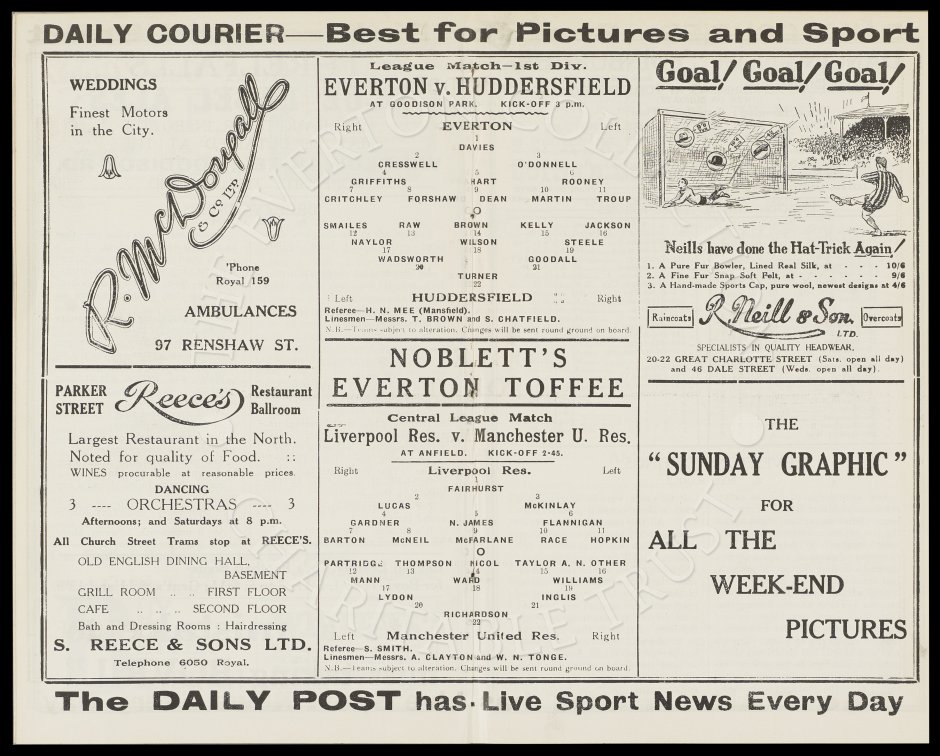 DAILY COURIER—Best for Pictures and Sport
WEDDINGS
Finest Motors
in the City.
R. McDougall
& Co LTD
'Phone
Royal 159
AMBULANCES
97 RENSHAW ST.
PARKER STREET Reece's Restaurant Ballroom
Largest Restaurant in the North.
Noted for quality of Food. ::
WINES procurable at reasonable prices.
DANCING
3 ---- ORCHESTRAS ---- 3
Afternoons; and Saturdays at 8 p.m.
All Church Street Trams stop at REECE'S.
OLD ENGLISH DINING HALL,
BASEMENT
GRILL ROOM .. .. FIRST FLOOR
CAFE .. .. .. SECOND FLOOR
Bath and Dressing Rooms : Hairdressing
S. REECE & SONS LTD.
Telephone 6050 Royal.
League Match—1st Div.
EVERTON v. HUDDERSFIELD
AT GOODISON PARK. KICK-OFF 3 p.m.
Right EVERTON Left
1
DAVIES
2 3
CRESSWELL O'DONNELL
4 5 6
GRIFFITHS HART ROONEY
7 8 9 10 11
CRITCHLEY FORSHAW DEAN MARTIN TROUP
O
SMAILES RAW BROWN KELLY JACKSON
12 13 14 15 16
NAYLOR WILSON STEELE
17 18 19
WADSWORTH GOODALL
20 21
TURNER
22
Left HUDDERSFIELD Right
Referee—H. N. MEE (Mansfield).
Linesmen—Messrs. T. BROWN and S. CHATFIELD.
N.B.—Teams subject to alteration. Changes will be sent round ground on board.
NOBLETT'S
EVERTON TOFFEE
Central League Match
Liverpool Res. v. Manchester U. Res.
AT ANFIELD. KICK-OFF 2-45.
Right Liverpool Res. Left
1
FAIRHURST
2 3
LUCAS McKINLAY
4 5 6
GARDNER N. JAMES FLANNIGAN
7 8 9 10 11
BARTON McNEIL McFARLANE RACE HOPKIN
O
PARTRIDGE THOMPSON NICOL TAYLOR A. N. OTHER
12 13 14 15 16
MANN WARD WILLIAMS
17 18 19
LYDON INGLIS
20 21
RICHARDSON
22
Left Manchester United Res. Right
Referee—S. SMITH.
Linesmen—Messrs. A. CLAYTON and W. N. TONGE.
N.B.—Teams subject to alteration. Changes will be sent round ground on board.
Goal! Goal! Goal!
Neills have done the Hat-Trick Again!
1. A Pure Fur Bowler, Lined Real Silk, at - - - 10/6
2. A Fine Fur Snap Soft Felt, at - - - - - - - 9/6
3. A Hand-made Sports Cap, pure wool, newest designs at 4/6
Raincoats R. Neill & Son. LTD. Overcoats
SPECIALISTS IN QUALITY HEADWEAR,
20-22 GREAT CHARLOTTE STREET (Sats. open all day)
and 46 DALE STREET (Weds. open all day).
THE
"SUNDAY GRAPHIC"
FOR
ALL THE
WEEK-END
PICTURES
The DAILY POST has Live Sport News Every Day